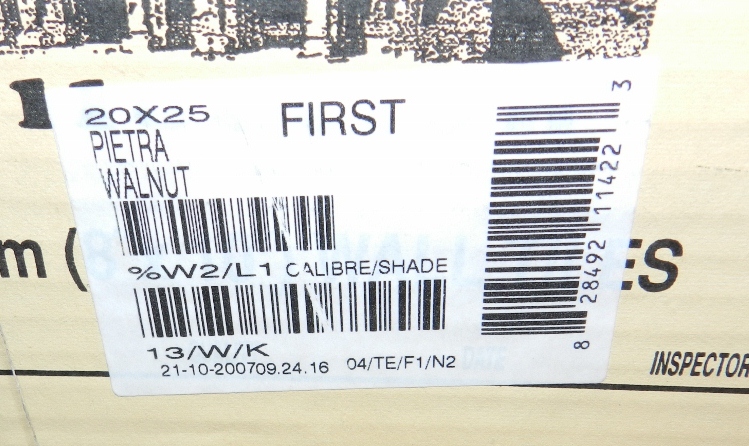 20X25 FIRST
PIETRA
WALNUT
%W2/L1 CALIBRE/SHADE
13/W/K
21-10-200709.24.16 04/TE/F1/N2
8 28492 11422 3
m (
ES
INSPECTOR